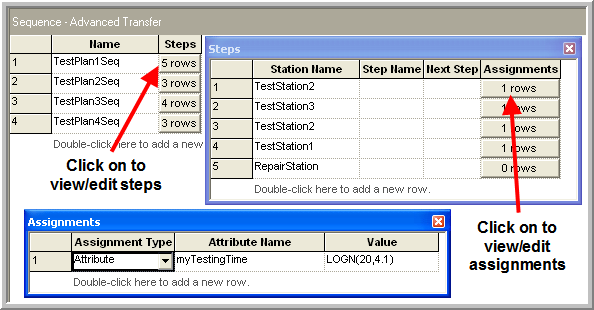 Sequence - Advanced Transfer
Name Steps
1 TestPlan1Seq 5 rows
2 TestPlan2Seq 3 rows
3 TestPlan3Seq 4 rows
4 TestPlan4Seq 3 rows
Double-click here to add a new
Click on to
view/edit steps
Steps
Station Name Step Name Next Step Assignments
1 TestStation2 1 rows
2 TestStation3 1 rows
3 TestStation2 1 rows
4 TestStation1 1 rows
5 RepairStation 0 rows
Double-click here to add a new row.
Click on to
view/edit
assignments
Assignments
Assignment Type Attribute Name Value
1 Attribute myTestingTime LOGN(20,4.1)
Double-click here to add a new row.